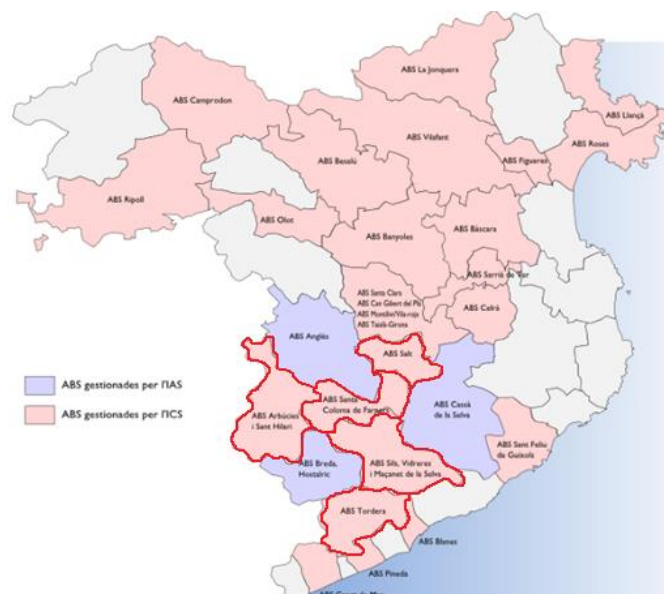 ABS La Jonquera
ABS Camprodon
ABS Llançà
ABS Vilafant
ABS Roses
ABS Besalú
ABS Figueres
ABS Ripoll
ABS Olot
ABS Banyoles
ABS Bàscara
ABS Sarrià de Ter
ABS Santa Clara
ABS Can Gibert del Pla
ABS Montilivi/Vila-roja
ABS Taialà-Girona
ABS Celrà
ABS Anglès
ABS Salt
ABS gestionades per l'IAS
ABS gestionades per l'ICS
ABS Arbúcies
i Sant Hilari
ABS Santa
Coloma de Farners
ABS Cassà
de la Selva
ABS Sant Feliu
de Guíxols
ABS Breda,
Hostalric
ABS Sils, Vidreres
i Maçanet de la Selva
ABS Tordera
ABS Blanes
ABS Pineda